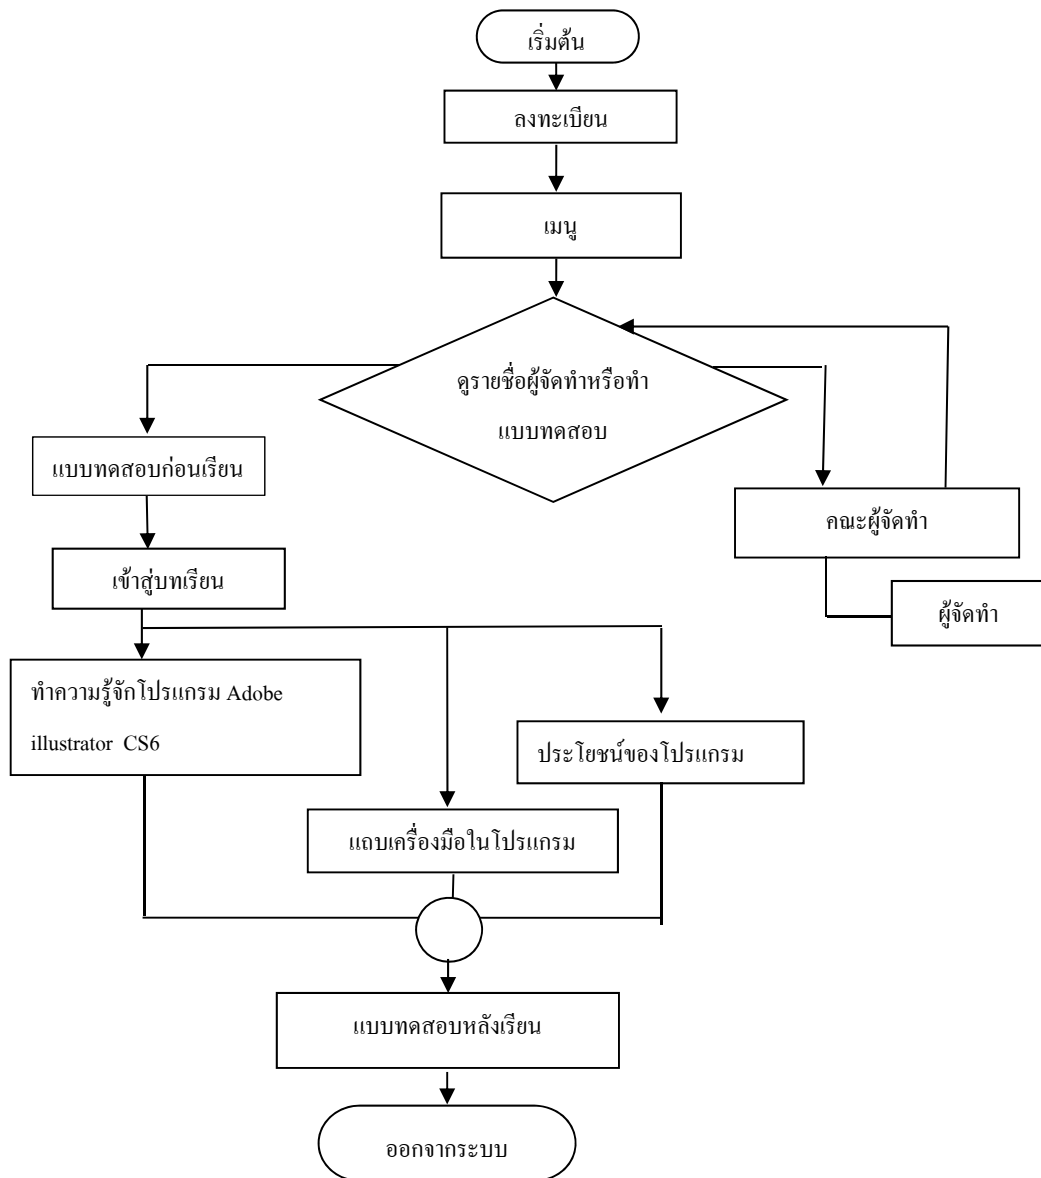 เริ่มต้น
ลงทะเบียน
เมนู
ดูรายชื่อผู้จัดทำหรือทำ
แบบทดสอบ
แบบทดสอบก่อนเรียน
คณะผู้จัดทำ
เข้าสู่บทเรียน
ผู้จัดทำ
ทำความรู้จักโปรแกรม Adobe
illustrator CS6
ประโยชน์ของโปรแกรม
แถบเครื่องมือในโปรแกรม
แบบทดสอบหลังเรียน
ออกจากระบบ